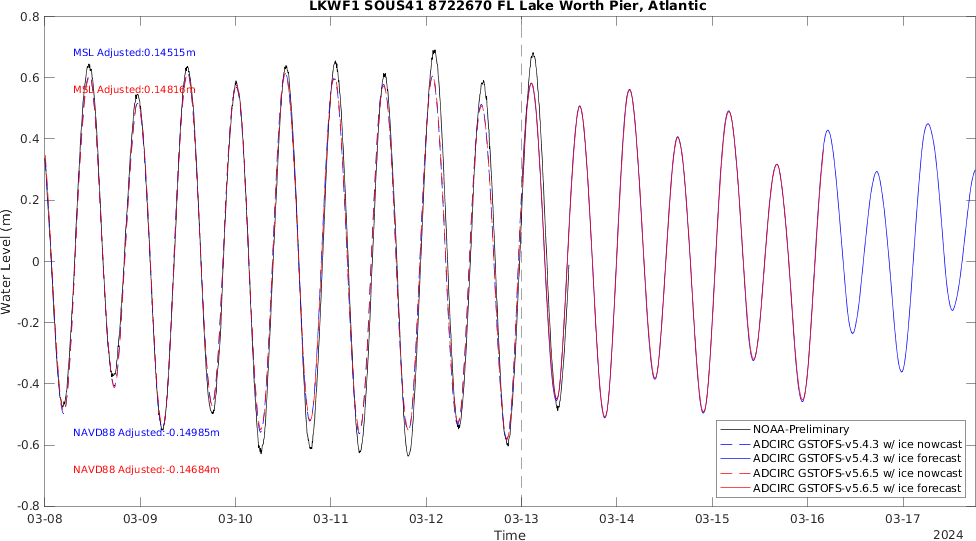 LKWF1 SOUS41 8722670 FL Lake Worth Pier, Atlantic
Water Level (m)
0.8
0.6
0.4
0.2
0
-0.2
-0.4
-0.6
-0.8
MSL Adjusted:0.14515m
MSL Adjusted:0.14816m
NAVD88 Adjusted:-0.14985m
NAVD88 Adjusted:-0.14684m
NOAA-Preliminary
ADCIRC GSTOFS-v5.4.3 w/ ice nowcast
ADCIRC GSTOFS-v5.4.3 w/ ice forecast
ADCIRC GSTOFS-v5.6.5 w/ ice nowcast
ADCIRC GSTOFS-v5.6.5 w/ ice forecast
03-08 03-09 03-10 03-11 03-12 03-13 03-14 03-15 03-16 03-17
Time
2024